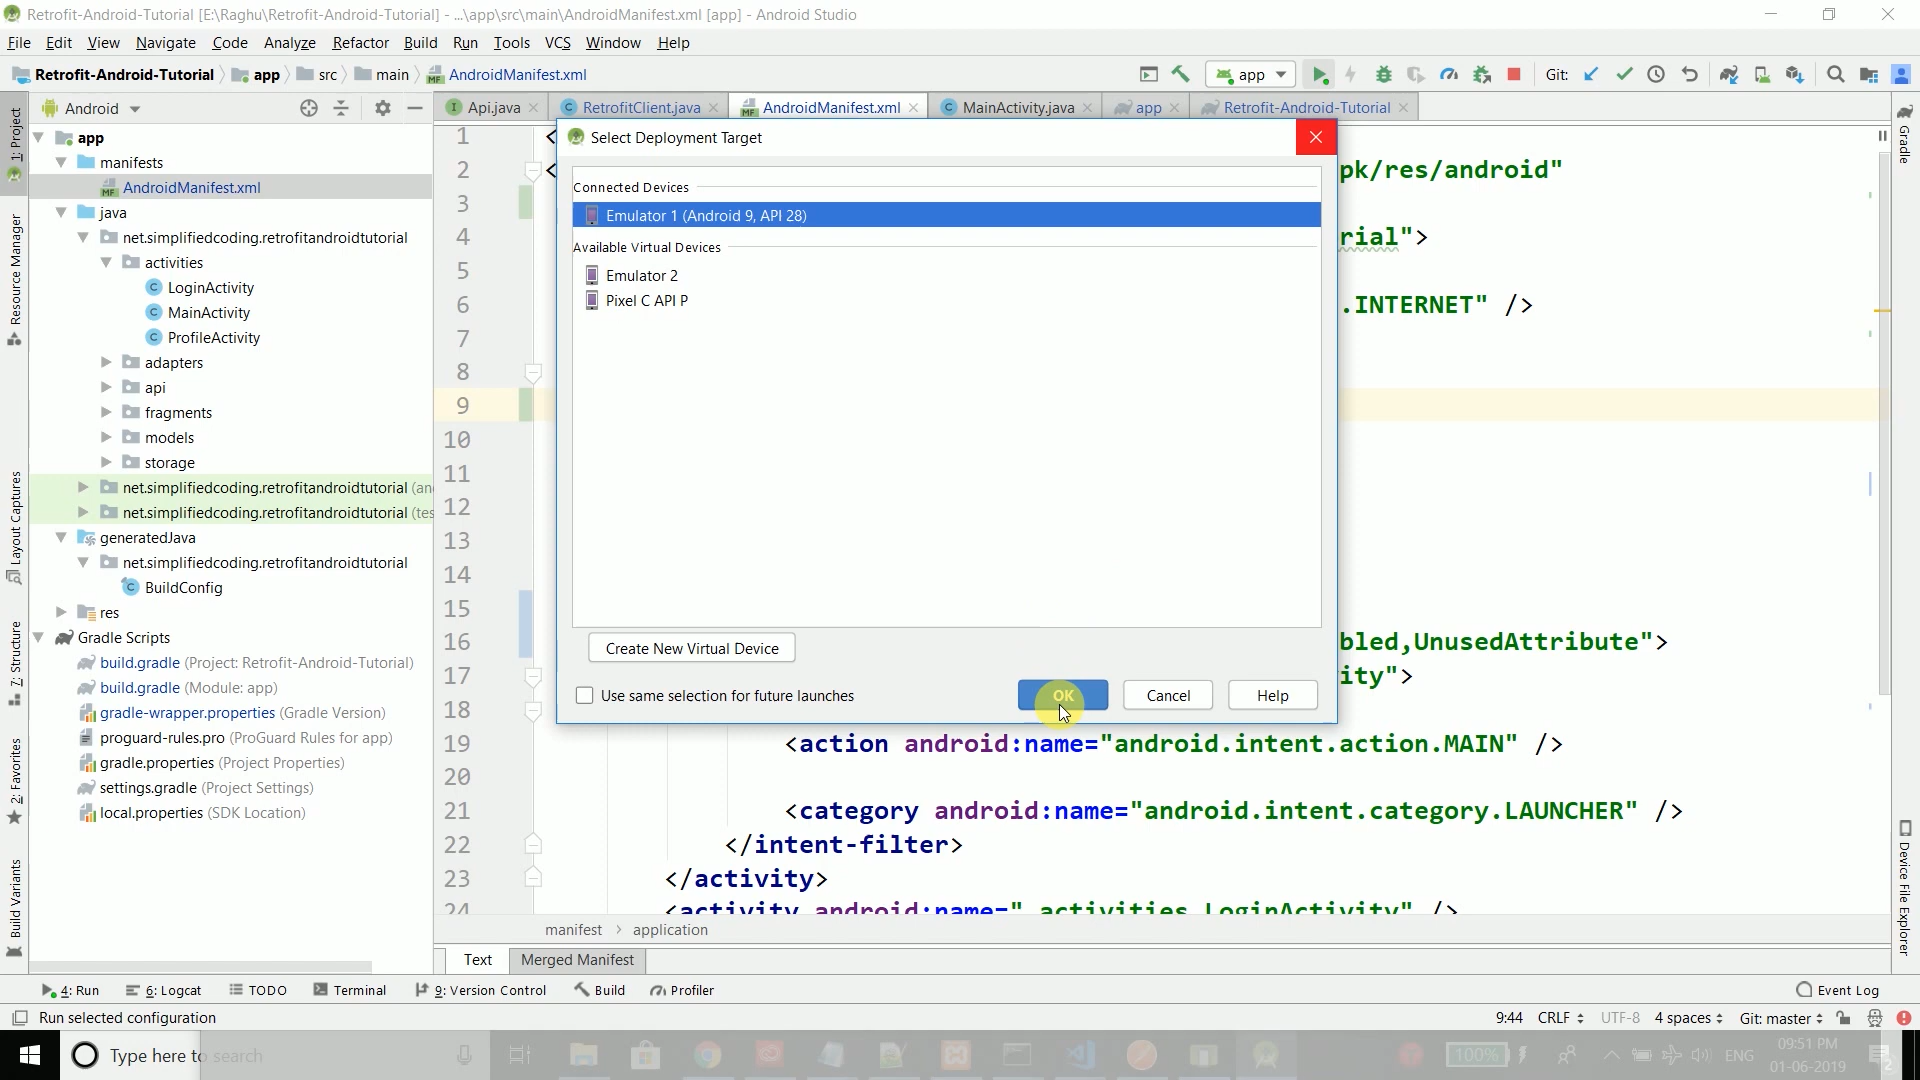 Retrofit-Android-Tutorial [E:\Raghu\Retrofit-Android-Tutorial] - ...\app\src\main\AndroidManifest.xml [app] - Android Studio
File Edit View Navigate Code Analyze Refactor Build Run Tools VCS Window Help
Retrofit-Android-Tutorial app src main AndroidManifest.xml app Git:
Android
Api.java RetrofitClient.java AndroidManifest.xml MainActivity.java app Retrofit-Android-Tutorial
1: Project
Resource Manager
Layout Captures
7: Structure
2: Favorites
Build Variants
app
manifests
AndroidManifest.xml
java
net.simplifiedcoding.retrofitandroidtutorial
activities
LoginActivity
MainActivity
ProfileActivity
adapters
api
fragments
models
storage
net.simplifiedcoding.retrofitandroidtutorial (an
net.simplifiedcoding.retrofitandroidtutorial (tes
generatedJava
net.simplifiedcoding.retrofitandroidtutorial
BuildConfig
res
Gradle Scripts
build.gradle (Project: Retrofit-Android-Tutorial)
build.gradle (Module: app)
gradle-wrapper.properties (Gradle Version)
proguard-rules.pro (ProGuard Rules for app)
gradle.properties (Project Properties)
settings.gradle (Project Settings)
local.properties (SDK Location)
Select Deployment Target
Connected Devices
Emulator 1 (Android 9, API 28)
Available Virtual Devices
Emulator 2
Pixel C API P
Create New Virtual Device
Use same selection for future launches
OK Cancel Help
1 <
2 < pk/res/android"
3
4 rial">
5
6 .INTERNET" />
7
8
9
10
11
12
13
14
15
16 bled,UnusedAttribute">
17 ity">
18
19 <action android:name="android.intent.action.MAIN" />
20
21 <category android:name="android.intent.category.LAUNCHER" />
22 </intent-filter>
23 </activity>
24 <activity android:name=".activities.LoginActivity" />
Gradle
Device File Explorer
manifest › application
Text Merged Manifest
4: Run 6: Logcat TODO Terminal 9: Version Control Build Profiler Event Log
Run selected configuration 9:44 CRLF UTF-8 4 spaces Git: master
Type here to search 100% ENG 09:51 PM
01-06-2019 2